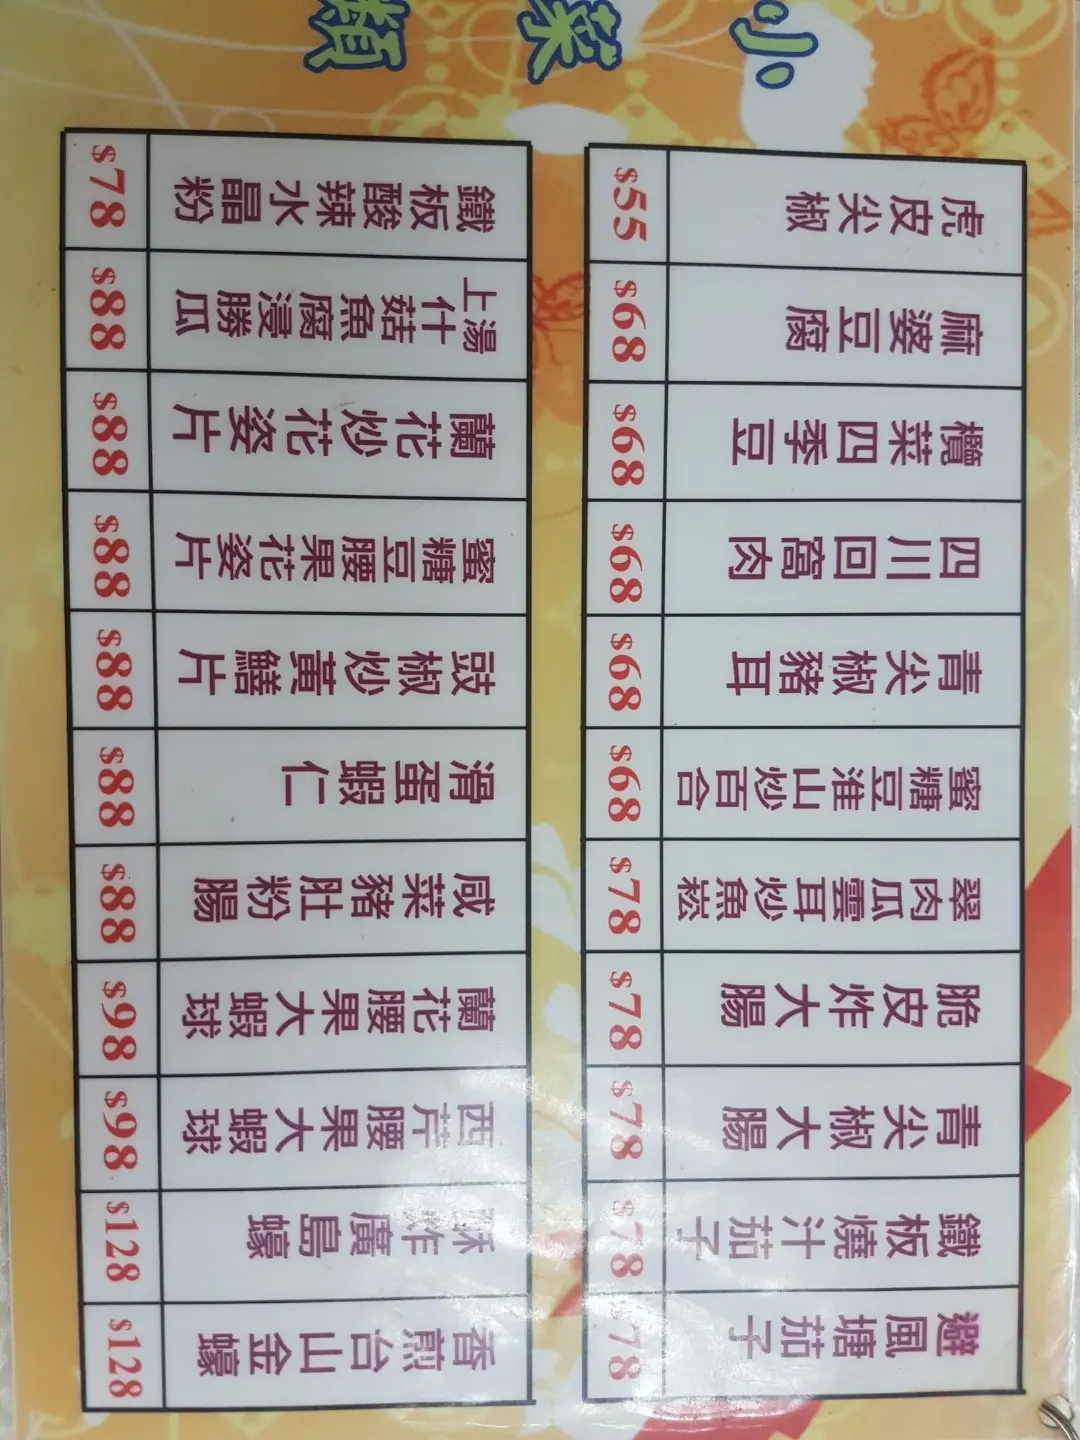 小菜類
虎皮尖椒 $55
麻婆豆腐 $68
欖菜四季豆 $68
四川回窩肉 $68
青尖椒豬耳 $68
蜜糖豆淮山炒百合 $68
翠肉瓜雲耳炒魚崧 $78
脆皮炸大腸 $78
青尖椒大腸 $78
鐵板燒汁茄子 $78
避風塘茄子 $78
鐵板酸辣水晶粉 $78
上湯什菇魚腐浸勝瓜 $88
蘭花炒花姿片 $88
蜜糖豆腰果花姿片 $88
豉椒炒黃鱔片 $88
滑蛋蝦仁 $88
咸菜豬肚粉腸 $88
蘭花腰果大蝦球 $98
西芹腰果大蝦球 $98
酥炸廣島蠔 $128
香煎台山金蠔 $128